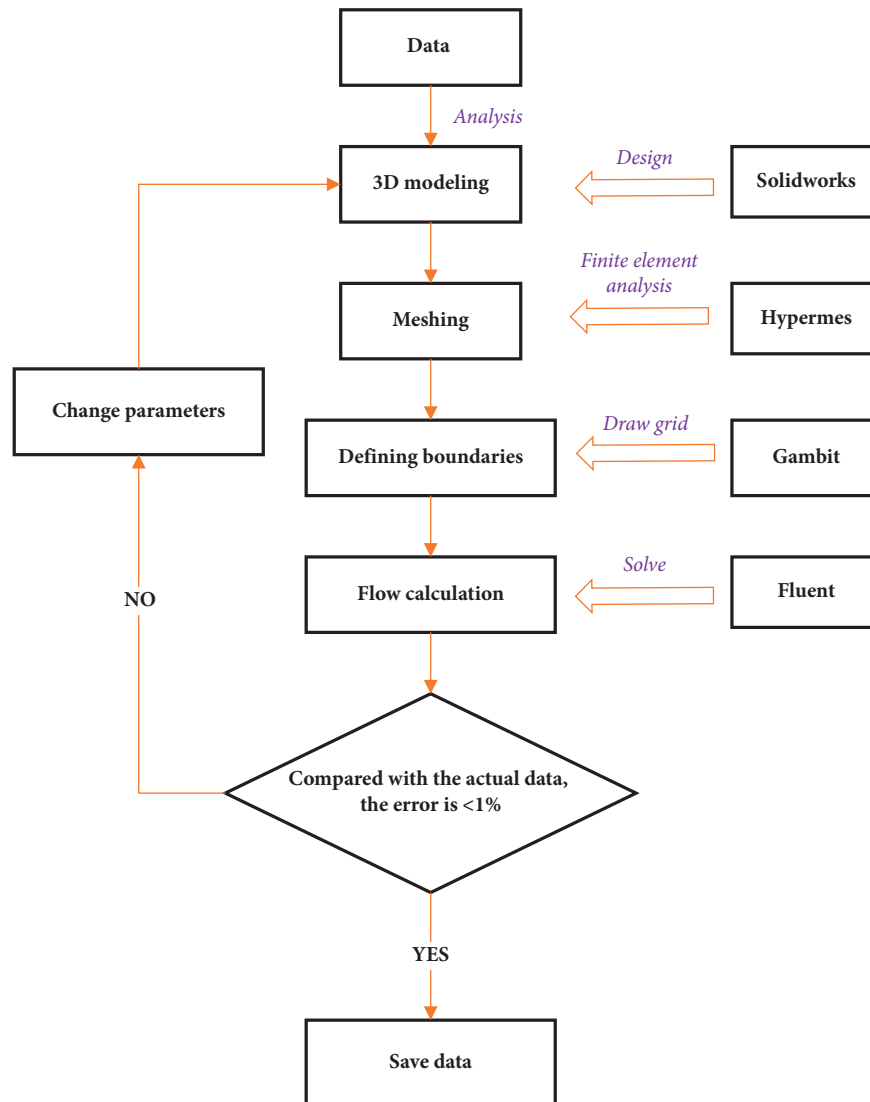 Data
Analysis
3D modeling
Design
Solidworks
Finite element
analysis
Meshing
Hypermes
Change parameters
Draw grid
Defining boundaries
Gambit
Solve
Flow calculation
Fluent
NO
Compared with the actual data,
the error is <1%
YES
Save data